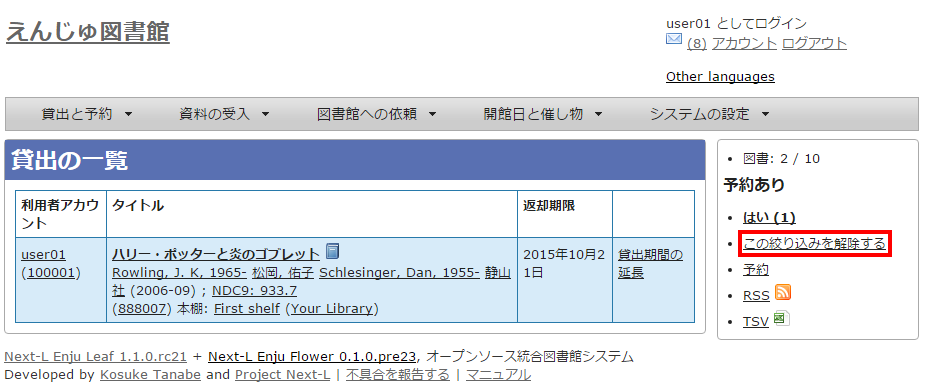 えんじゅ図書館
user01 としてログイン
(8) アカウント ログアウト
Other languages
貸出と予約 資料の受入 図書館への依頼 開館日と催し物 システムの設定
貸出の一覧
利用者アカウント タイトル 返却期限
user01
(100001)
ハリー・ポッターと炎のゴブレット
Rowling, J. K, 1965- 松岡, 佑子 Schlesinger, Dan, 1955- 静山
社 (2006-09) ; NDC9: 933.7
(888007) 本棚: First shelf (Your Library)
2015年10月2
1日
貸出期間の
延長
図書: 2 / 10
予約あり
はい (1)
この絞り込みを解除する
予約
RSS
TSV
Next-L Enju Leaf 1.1.0.rc21 + Next-L Enju Flower 0.1.0.pre23, オープンソース統合図書館システム
Developed by Kosuke Tanabe and Project Next-L | 不具合を報告する | マニュアル